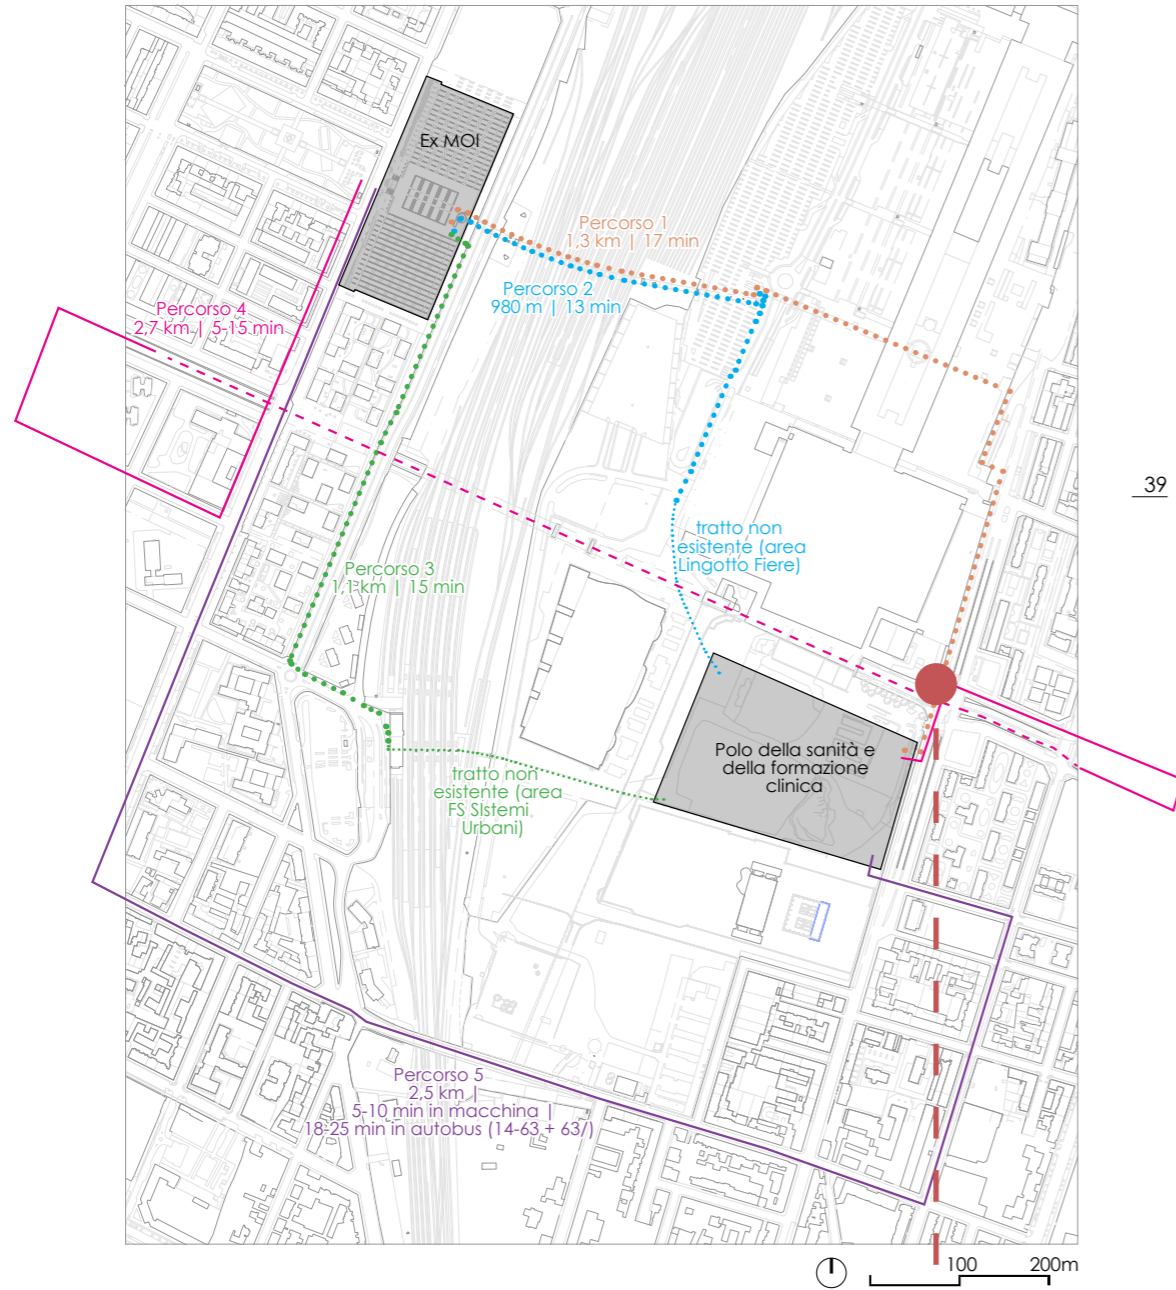 Ex MOI
Percorso 1
1,3 km | 17 min
Percorso 2
980 m | 13 min
Percorso 4
2,7 km | 5-15 min
39
tratto non
esistente (area
Lingotto Fiere)
Percorso 3
1,1 km | 15 min
Polo della sanità e
della formazione
clinica
tratto non
esistente (area
FS SIstemi
Urbani)
Percorso 5
2,5 km |
5-10 min in macchina |
18-25 min in autobus (14-63 + 63/)
100 200m